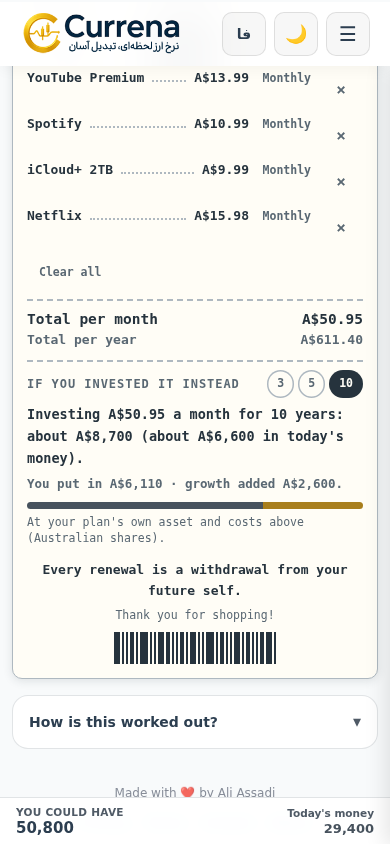 Currena
نرخ ارز لحظه‌ای، تبدیل آسان
فا
YouTube Premium A$13.99 Monthly ×
Spotify A$10.99 Monthly ×
iCloud+ 2TB A$9.99 Monthly ×
Netflix A$15.98 Monthly ×
Clear all
Total per month A$50.95
Total per year A$611.40
IF YOU INVESTED IT INSTEAD 3 5 10
Investing A$50.95 a month for 10 years:
about A$8,700 (about A$6,600 in today's
money).
You put in A$6,110 · growth added A$2,600.
At your plan's own asset and costs above
(Australian shares).
Every renewal is a withdrawal from your
future self.
Thank you for shopping!
How is this worked out? ▾
Made with ❤️ by Ali Assadi
YOU COULD HAVE
50,800
Today's money
29,400